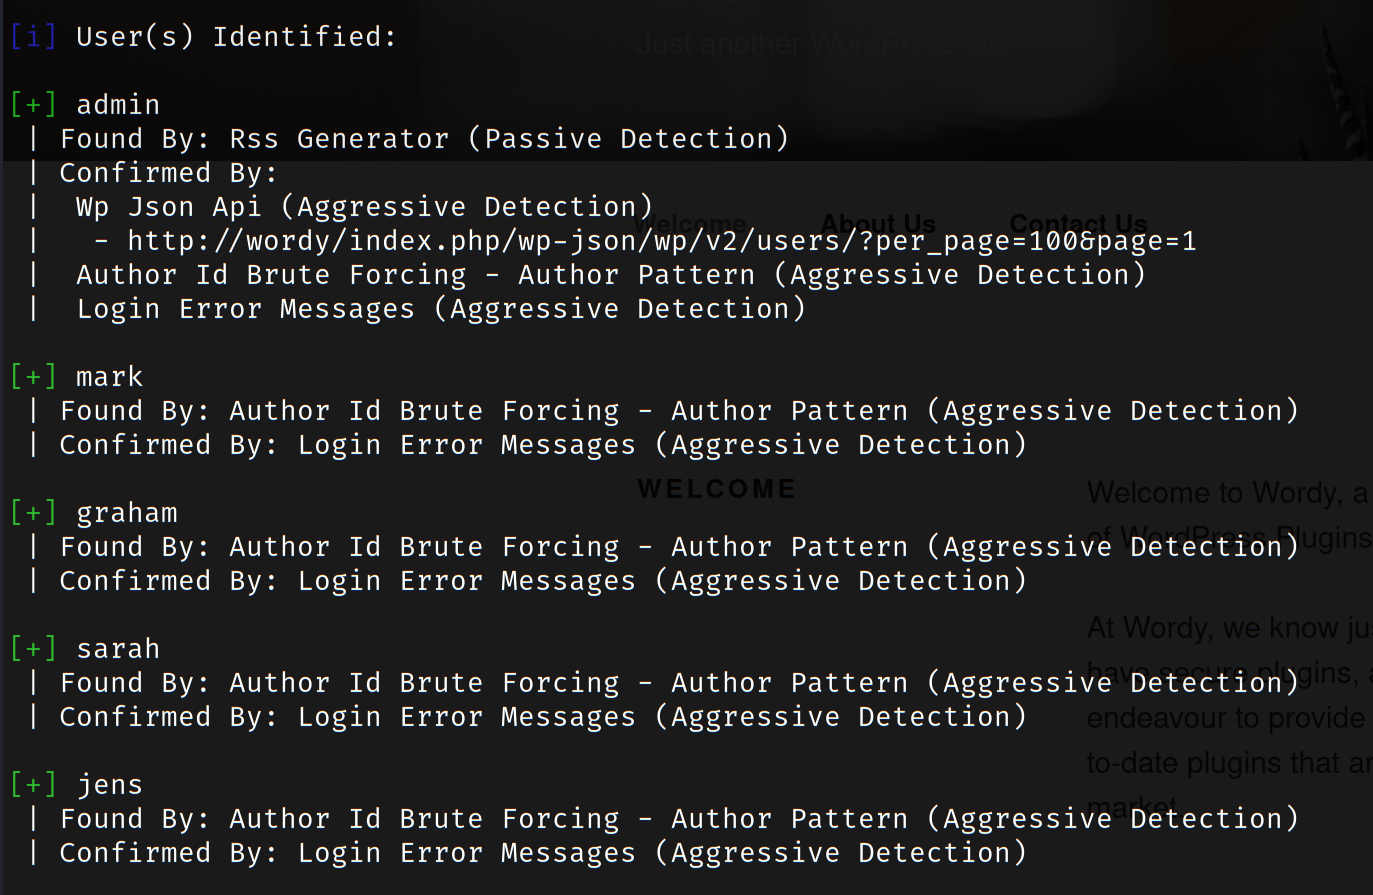 [i] User(s) Identified:
Just another WordPress site
[+] admin
| Found By: Rss Generator (Passive Detection)
| Confirmed By:
|  Wp Json Api (Aggressive Detection)
Welcome About Us Contact Us
|   - http://wordy/index.php/wp-json/wp/v2/users/?per_page=100&page=1
|  Author Id Brute Forcing - Author Pattern (Aggressive Detection)
|  Login Error Messages (Aggressive Detection)
[+] mark
| Found By: Author Id Brute Forcing - Author Pattern (Aggressive Detection)
| Confirmed By: Login Error Messages (Aggressive Detection)
WELCOME
Welcome to Wordy, a
of WordPress Plugins
[+] graham
| Found By: Author Id Brute Forcing - Author Pattern (Aggressive Detection)
| Confirmed By: Login Error Messages (Aggressive Detection)
At Wordy, we know ju
have secure plugins, a
endeavour to provide
to-date plugins that ar
market
[+] sarah
| Found By: Author Id Brute Forcing - Author Pattern (Aggressive Detection)
| Confirmed By: Login Error Messages (Aggressive Detection)
[+] jens
| Found By: Author Id Brute Forcing - Author Pattern (Aggressive Detection)
| Confirmed By: Login Error Messages (Aggressive Detection)